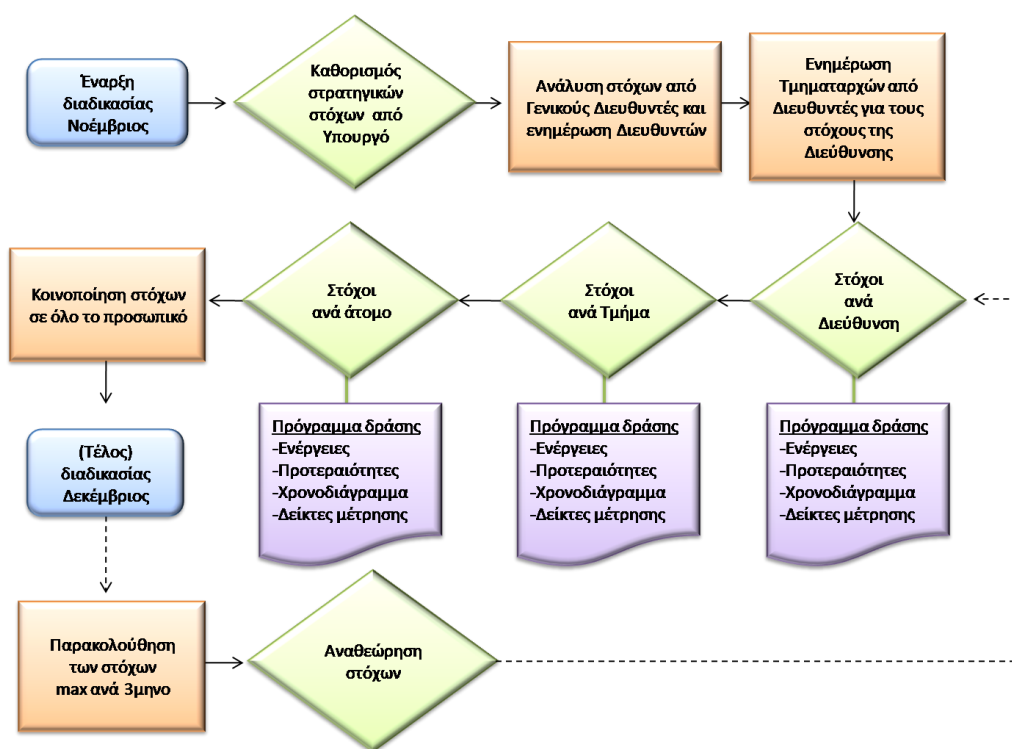 Έναρξη
διαδικασίας
Νοέμβριος
Καθορισμός
στρατηγικών
στόχων από
Υπουργό
Ανάλυση στόχων από
Γενικούς Διευθυντές και
ενημέρωση Διευθυντών
Ενημέρωση
Τμηματαρχών από
Διευθυντές για τους
στόχους της
Διεύθυνσης
Κοινοποίηση στόχων
σε όλο το προσωπικό
Στόχοι
ανά άτομο
Στόχοι
ανά Τμήμα
Στόχοι
ανά
Διεύθυνση
(Τέλος)
διαδικασίας
Δεκέμβριος
Πρόγραμμα δράσης
-Ενέργειες
-Προτεραιότητες
-Χρονοδιάγραμμα
-Δείκτες μέτρησης
Πρόγραμμα δράσης
-Ενέργειες
-Προτεραιότητες
-Χρονοδιάγραμμα
-Δείκτες μέτρησης
Πρόγραμμα δράσης
-Ενέργειες
-Προτεραιότητες
-Χρονοδιάγραμμα
-Δείκτες μέτρησης
Παρακολούθηση
των στόχων
max ανά 3μηνο
Αναθεώρηση
στόχων